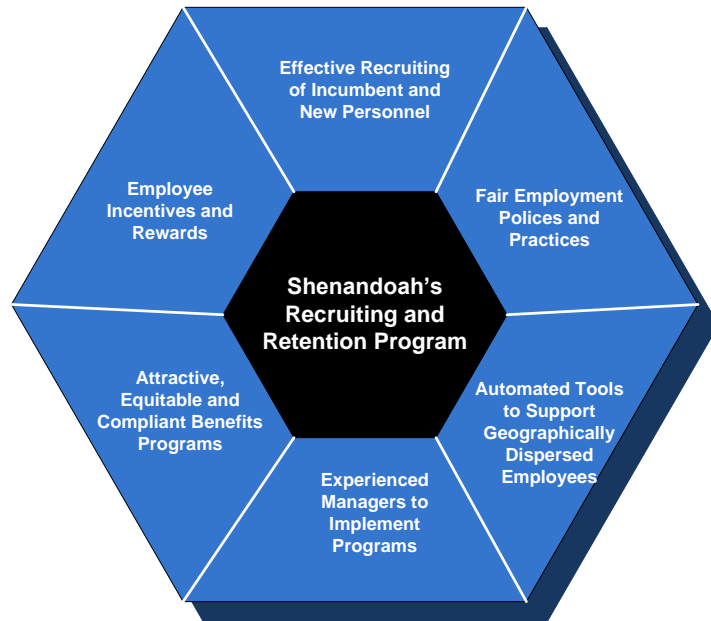 Effective Recruiting
of Incumbent and
New Personnel
Fair Employment
Polices and
Practices
Automated Tools
to Support
Geographically
Dispersed
Employees
Experienced
Managers to
Implement
Programs
Attractive,
Equitable and
Compliant Benefits
Programs
Employee
Incentives and
Rewards
Shenandoah's
Recruiting and
Retention Program